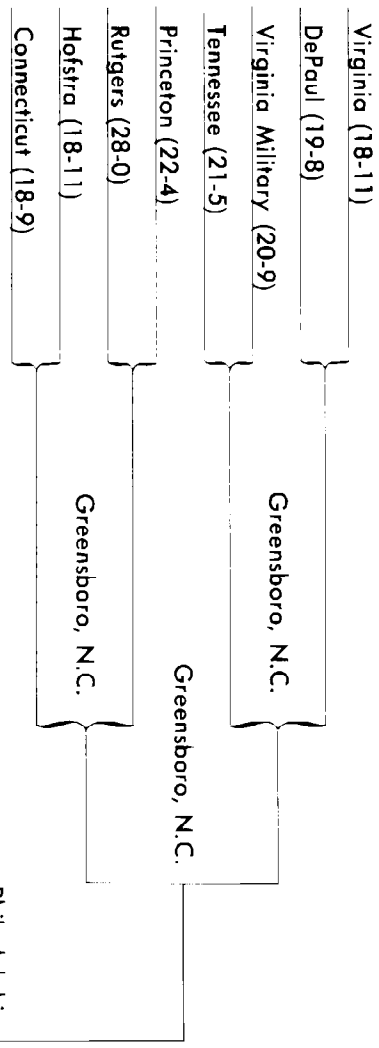 Virginia (18-11)
DePaul (19-8)
Greensboro, N.C.
Virginia Military (20-9)
Tennessee (21-5)
Greensboro, N.C.
Princeton (22-4)
Rutgers (28-0)
Greensboro, N.C.
Hofstra (18-11)
Connecticut (18-9)